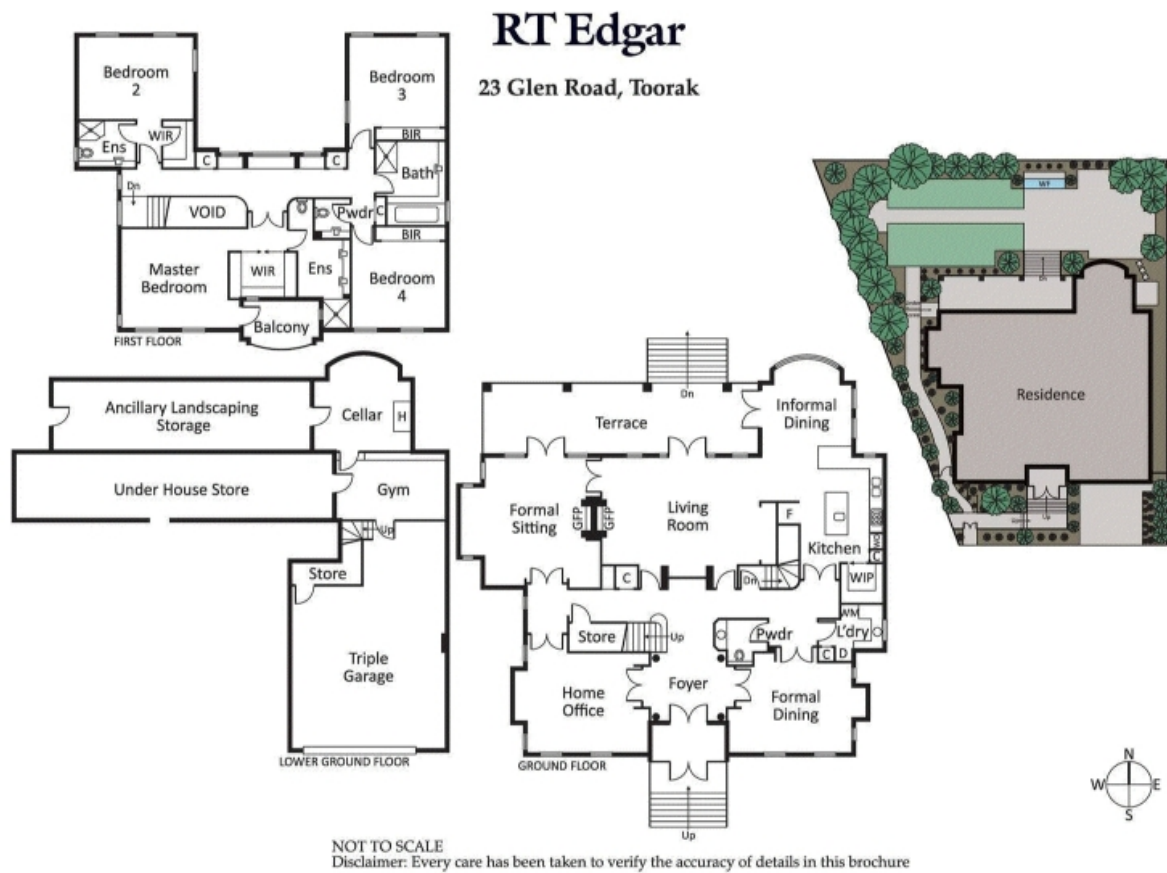 RT Edgar
23 Glen Road, Toorak
Bedroom
2
Bedroom
3
BIR
WIR
Ens
C
C
Bath
Dn
VOID
Pwdr
C
BIR
Master
Bedroom
WIR
Ens
Bedroom
4
Balcony
FIRST FLOOR
Ancillary Landscaping
Storage
Cellar
H
Under House Store
Gym
Up
Store
Triple
Garage
LOWER GROUND FLOOR
Dn
Terrace
Informal
Dining
Formal
Sitting
GFP
GFP
Living
Room
F
Kitchen
WO
C
C
Dn
WIP
Store
Up
Pwdr
WM
L'dry
C
D
Home
Office
Foyer
Formal
Dining
GROUND FLOOR
Up
WF
Dn
Residence
Up
N
W
E
S
NOT TO SCALE
Disclaimer: Every care has been taken to verify the accuracy of details in this brochure